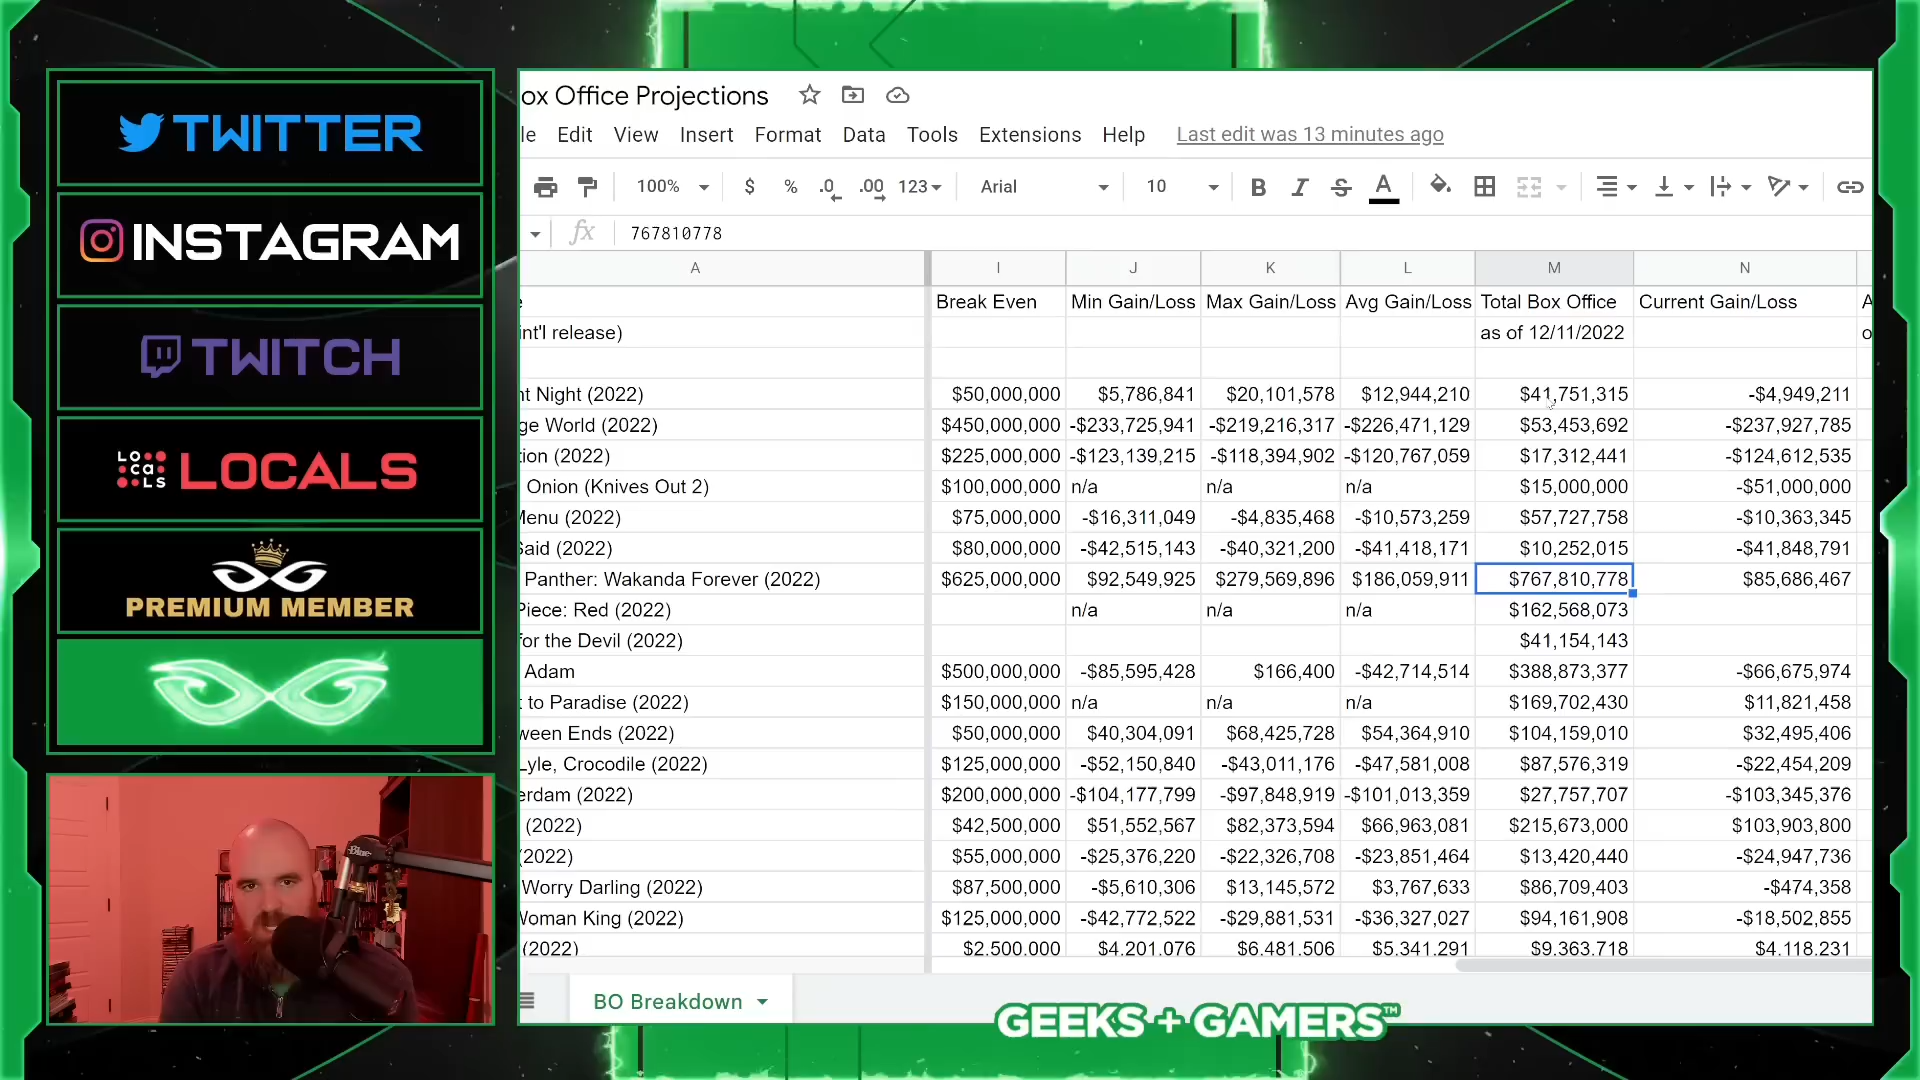 TWITTER
INSTAGRAM
TWITCH
LOCALS
LOCALS
PREMIUM MEMBER
ox Office Projections
le Edit View Insert Format Data Tools Extensions Help Last edit was 13 minutes ago
100% $ % .0 .00 123 Arial 10 B I S A
fx 767810778
A I J K L M N
Break Even Min Gain/Loss Max Gain/Loss Avg Gain/Loss Total Box Office Current Gain/Loss A
int'l release) as of 12/11/2022
nt Night (2022) $50,000,000 $5,786,841 $20,101,578 $12,944,210 $41,751,315 -$4,949,211
ge World (2022) $450,000,000 -$233,725,941 -$219,216,317 -$226,471,129 $53,453,692 -$237,927,785
tion (2022) $225,000,000 -$123,139,215 -$118,394,902 -$120,767,059 $17,312,441 -$124,612,535
Onion (Knives Out 2) $100,000,000 n/a n/a n/a $15,000,000 -$51,000,000
Menu (2022) $75,000,000 -$16,311,049 -$4,835,468 -$10,573,259 $57,727,758 -$10,363,345
Said (2022) $80,000,000 -$42,515,143 -$40,321,200 -$41,418,171 $10,252,015 -$41,848,791
Panther: Wakanda Forever (2022) $625,000,000 $92,549,925 $279,569,896 $186,059,911 $767,810,778 $85,686,467
Piece: Red (2022) n/a n/a n/a $162,568,073
for the Devil (2022) $41,154,143
Adam $500,000,000 -$85,595,428 $166,400 -$42,714,514 $388,873,377 -$66,675,974
t to Paradise (2022) $150,000,000 n/a n/a n/a $169,702,430 $11,821,458
ween Ends (2022) $50,000,000 $40,304,091 $68,425,728 $54,364,910 $104,159,010 $32,495,406
Lyle, Crocodile (2022) $125,000,000 -$52,150,840 -$43,011,176 -$47,581,008 $87,576,319 -$22,454,209
erdam (2022) $200,000,000 -$104,177,799 -$97,848,919 -$101,013,359 $27,757,707 -$103,345,376
(2022) $42,500,000 $51,552,567 $82,373,594 $66,963,081 $215,673,000 $103,903,800
(2022) $55,000,000 -$25,376,220 -$22,326,708 -$23,851,464 $13,420,440 -$24,947,736
Worry Darling (2022) $87,500,000 -$5,610,306 $13,145,572 $3,767,633 $86,709,403 -$474,358
Woman King (2022) $125,000,000 -$42,772,522 -$29,881,531 -$36,327,027 $94,161,908 -$18,502,855
(2022) $2,500,000 $4,201,076 $6,481,506 $5,341,291 $9,363,718 $4,118,231
BO Breakdown
GEEKS + GAMERS™
Blue